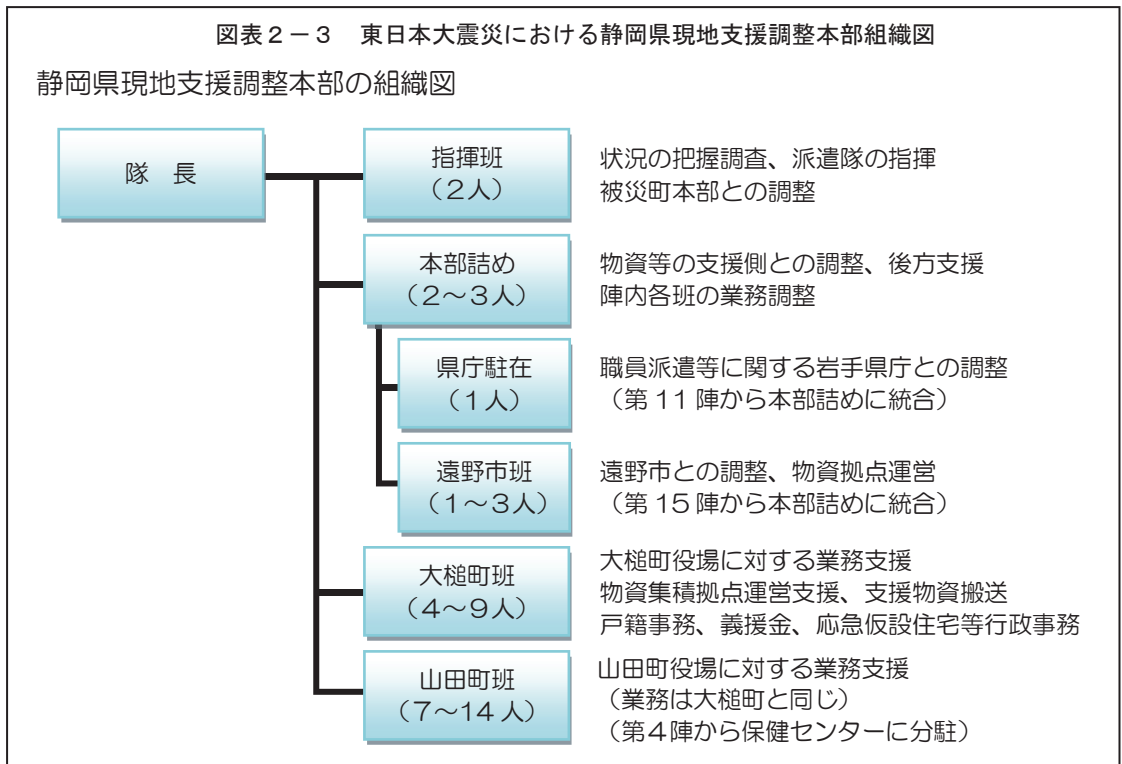 図表2-3 東日本大震災における静岡県現地支援調整本部組織図
静岡県現地支援調整本部の組織図
隊 長
指揮班
(2人)
状況の把握調査、派遣隊の指揮
被災町本部との調整
本部詰め
(2~3人)
物資等の支援側との調整、後方支援
陣内各班の業務調整
県庁駐在
(1人)
職員派遣等に関する岩手県庁との調整
(第11陣から本部詰めに統合)
遠野市班
(1~3人)
遠野市との調整、物資拠点運営
(第15陣から本部詰めに統合)
大槌町班
(4~9人)
大槌町役場に対する業務支援
物資集積拠点運営支援、支援物資搬送
戸籍事務、義援金、応急仮設住宅等行政事務
山田町班
(7~14人)
山田町役場に対する業務支援
(業務は大槌町と同じ)
(第4陣から保健センターに分駐)